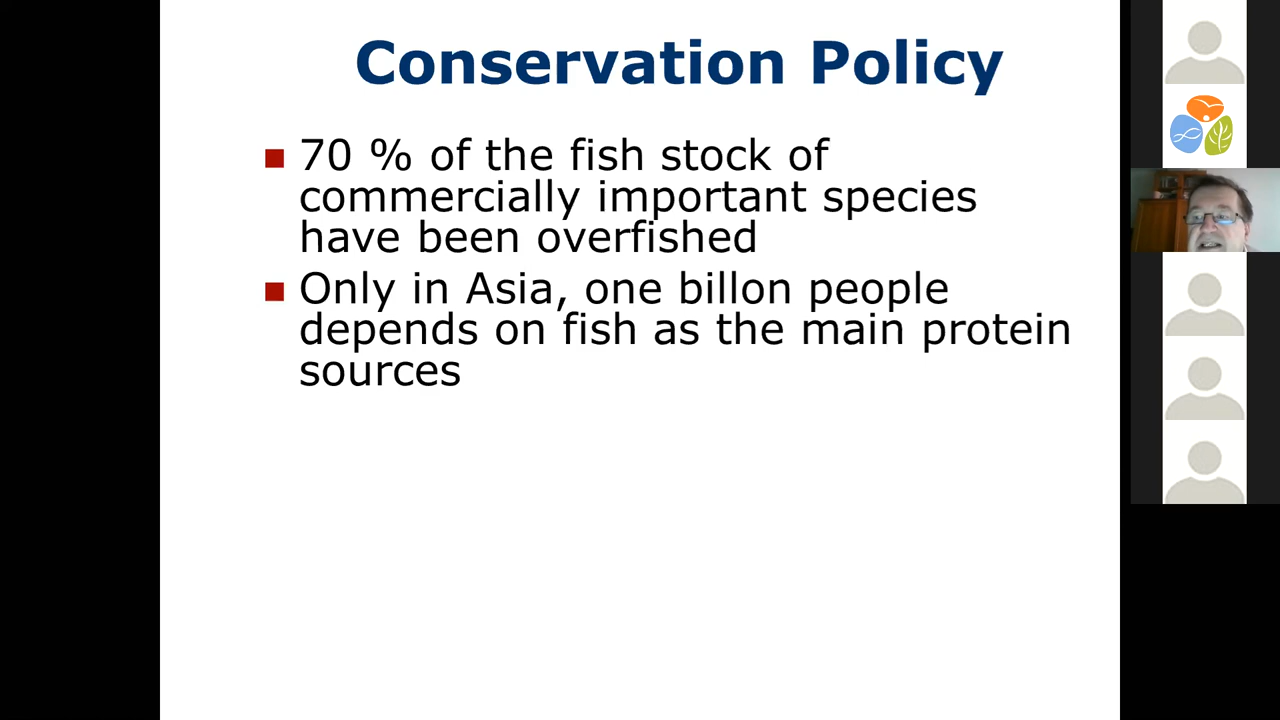 Conservation Policy
70 % of the fish stock of
commercially important species
have been overfished
Only in Asia, one billon people
depends on fish as the main protein
sources